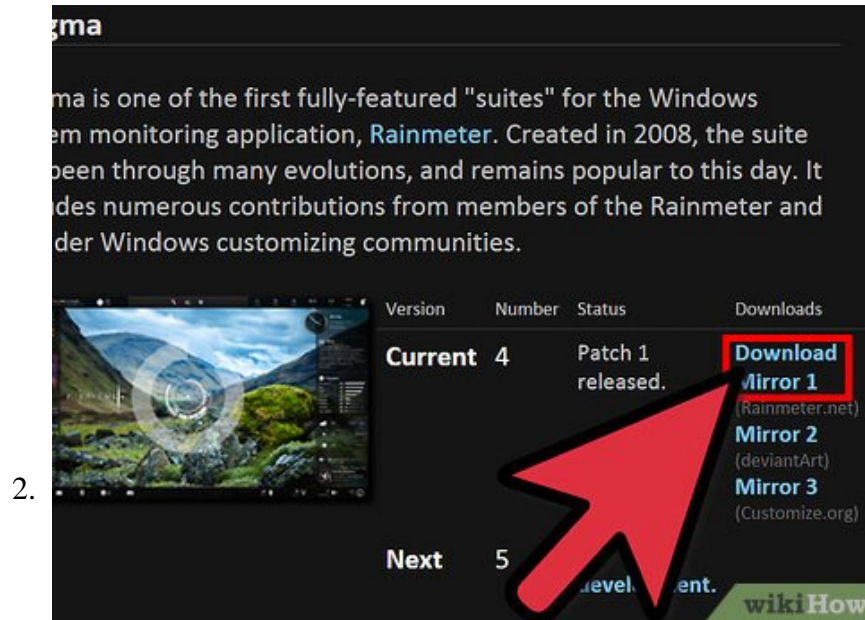 gma
ma is one of the first fully-featured "suites" for the Windows
em monitoring application, Rainmeter. Created in 2008, the suite
been through many evolutions, and remains popular to this day. It
des numerous contributions from members of the Rainmeter and
der Windows customizing communities.
Version Number Status Downloads
Current 4 Patch 1 released. Download
Mirror 1
(Rainmeter.net)
Mirror 2
(deviantArt)
Mirror 3
(Customize.org)
2.
Next 5
wikiHow